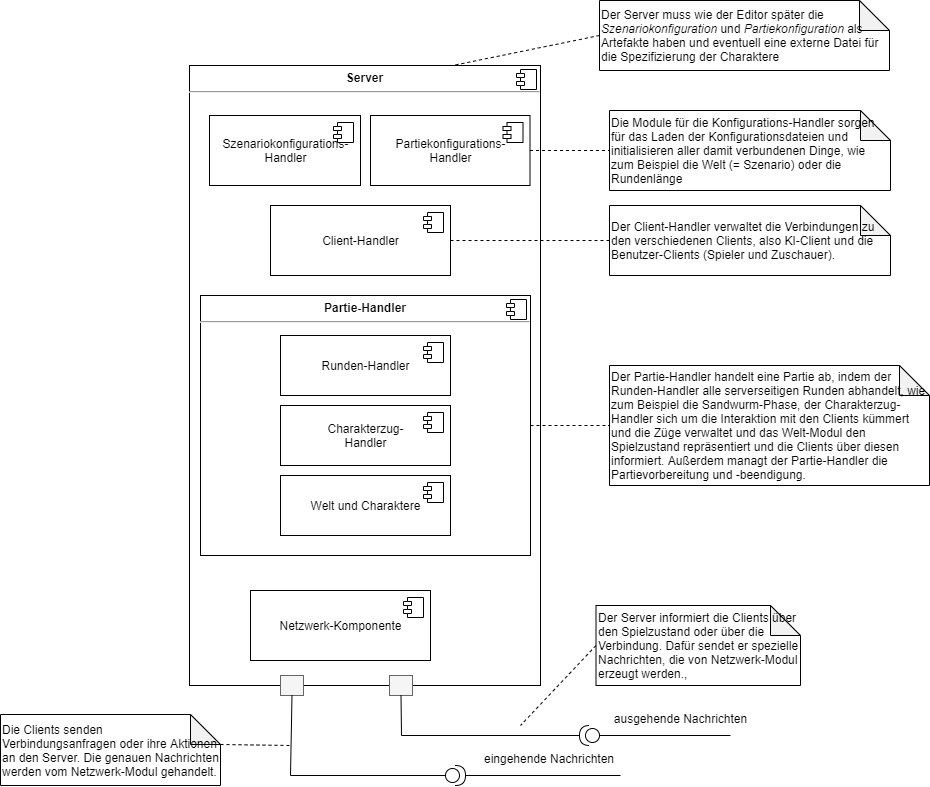 Der Server muss wie der Editor später die
Szenariokonfiguration und Partiekonfiguration als
Artefakte haben und eventuell eine externe Datei für
die Spezifizierung der Charaktere
Server
Szenariokonfigurations-
Handler
Partiekonfigurations-
Handler
Die Module für die Konfigurations-Handler sorgen
für das Laden der Konfigurationsdateien und
initialisieren aller damit verbundenen Dinge, wie
zum Beispiel die Welt (= Szenario) oder die
Rundenlänge
Client-Handler
Der Client-Handler verwaltet die Verbindungen zu
den verschiedenen Clients, also KI-Client und die
Benutzer-Clients (Spieler und Zuschauer).
Partie-Handler
Runden-Handler
Charakterzug-
Handler
Welt und Charaktere
Der Partie-Handler handelt eine Partie ab, indem der
Runden-Handler alle serverseitigen Runden abhandelt, wie
zum Beispiel die Sandwurm-Phase, der Charakterzug-
Handler sich um die Interaktion mit den Clients kümmert
und die Züge verwaltet und das Welt-Modul den
Spielzustand repräsentiert und die Clients über diesen
informiert. Außerdem managt der Partie-Handler die
Partievorbereitung und -beendigung.
Netzwerk-Komponente
Der Server informiert die Clients über
den Spielzustand oder über die
Verbindung. Dafür sendet er spezielle
Nachrichten, die von Netzwerk-Modul
erzeugt werden.,
ausgehende Nachrichten
eingehende Nachrichten
Die Clients senden
Verbindungsanfragen oder ihre Aktionen
an den Server. Die genauen Nachrichten
werden vom Netzwerk-Modul gehandelt.